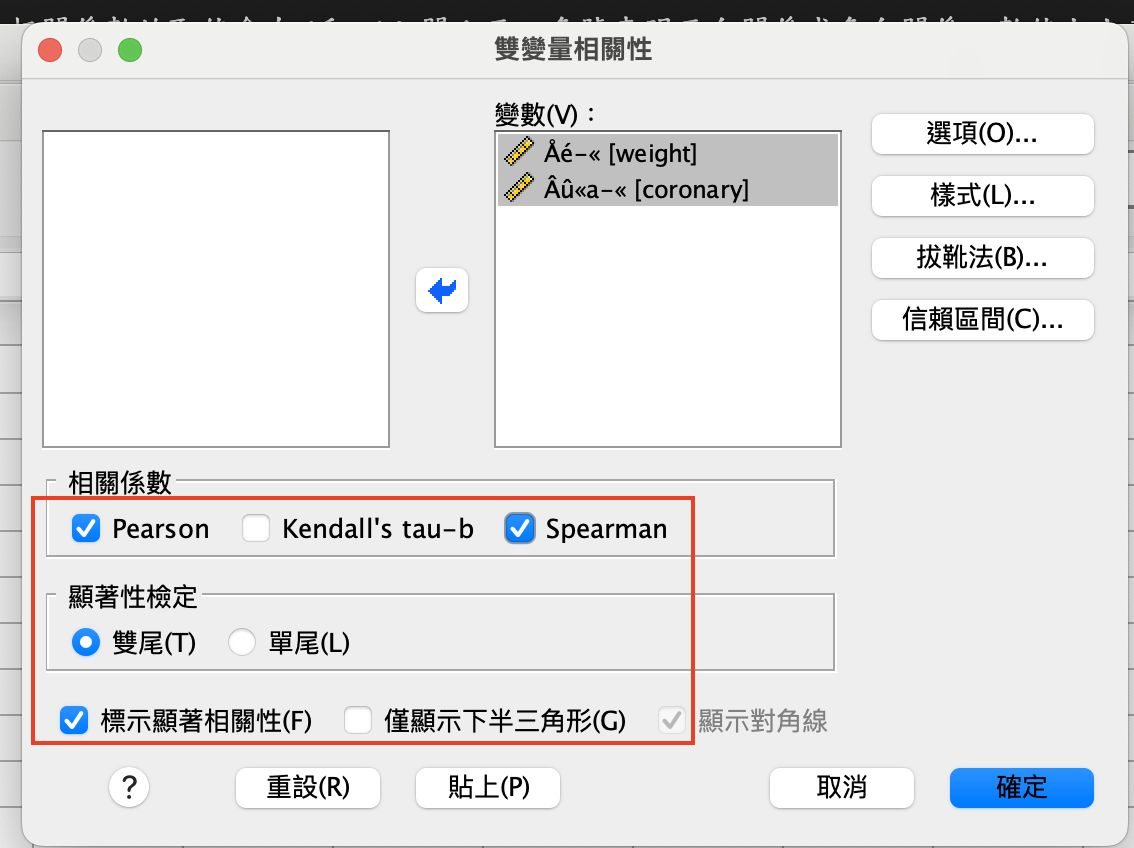 雙變量相關性
變數(V)：
Åé–« [weight]
Âû«a–« [coronary]
選項(O)...
樣式(L)...
拔靴法(B)...
信賴區間(C)...
相關係數
Pearson Kendall's tau–b Spearman
顯著性檢定
雙尾(T) 單尾(L)
標示顯著相關性(F) 僅顯示下半三角形(G) 顯示對角線
? 重設(R) 貼上(P) 取消 確定